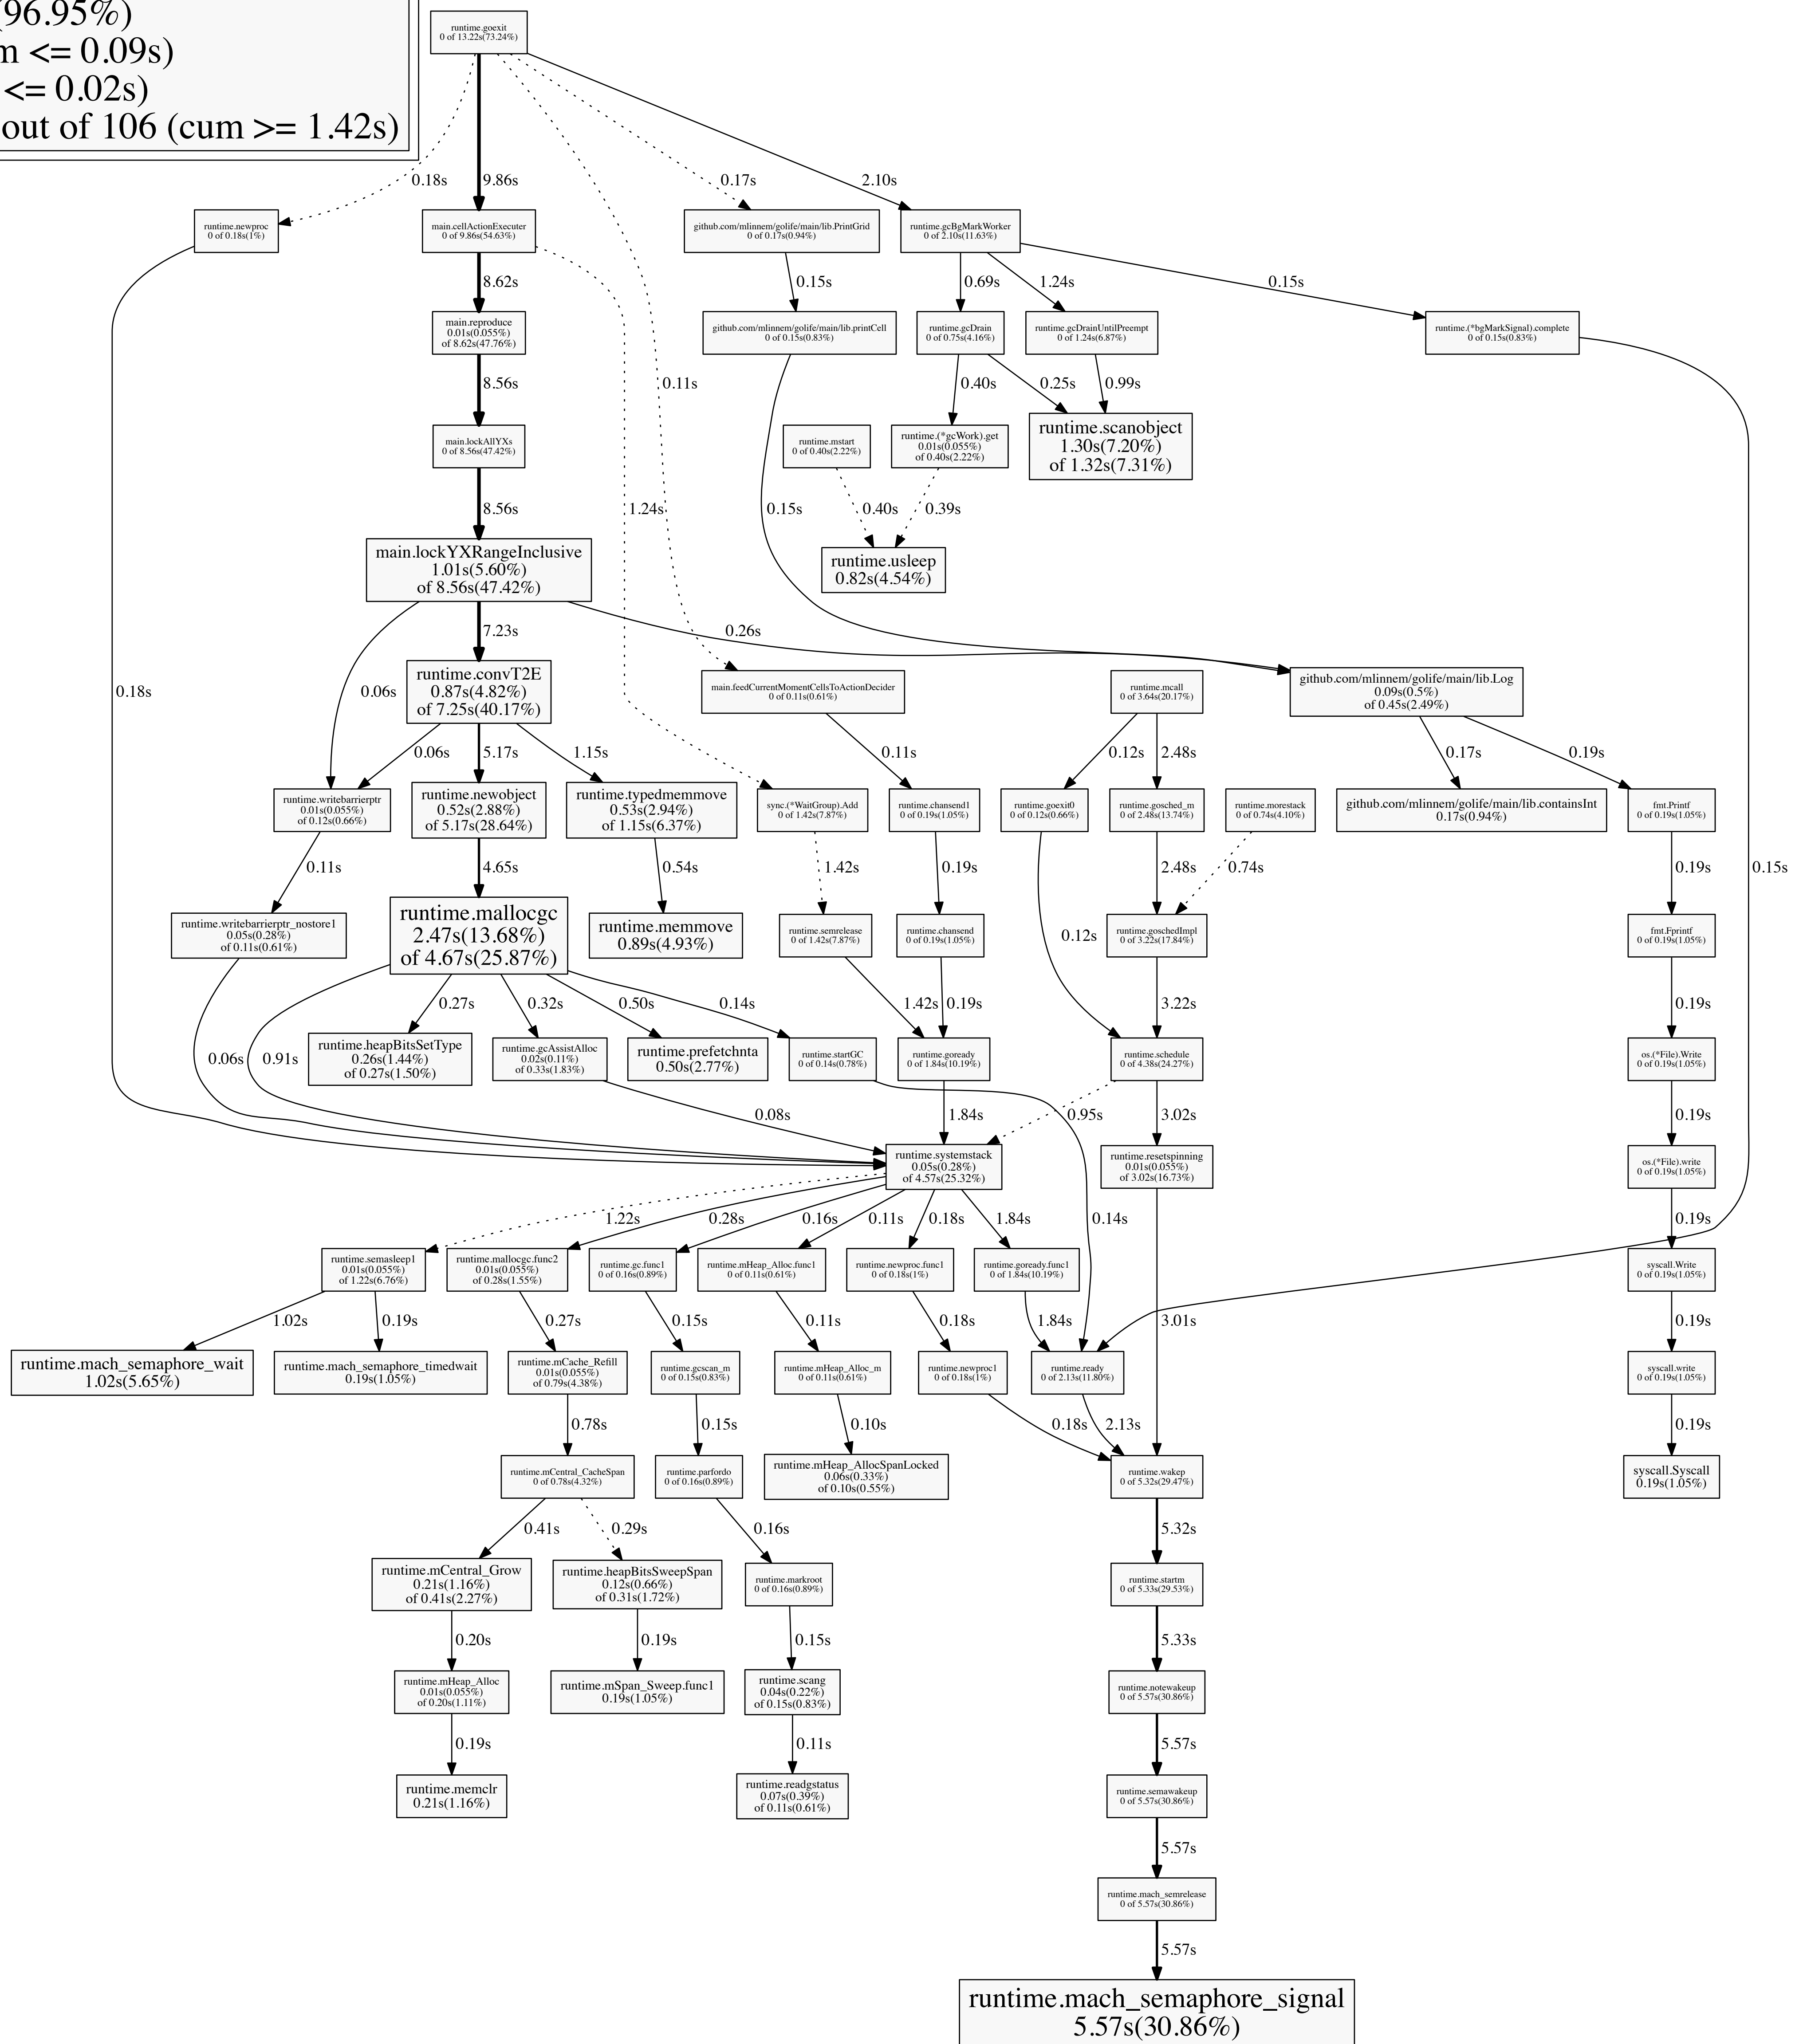 (96.95%)
m <= 0.09s)
<= 0.02s)
out of 106 (cum >= 1.42s)
runtime.goexit
0 of 13.22s(73.24%)
0.18s
9.86s
0.17s
2.10s
runtime.newproc
0 of 0.18s(1%)
main.cellActionExecuter
0 of 9.86s(54.63%)
github.com/mlinnem/golife/main/lib.PrintGrid
0 of 0.17s(0.94%)
runtime.gcBgMarkWorker
0 of 2.10s(11.63%)
8.62s
0.15s
0.69s
1.24s
0.15s
main.reproduce
0.01s(0.055%)
of 8.62s(47.76%)
github.com/mlinnem/golife/main/lib.printCell
0 of 0.15s(0.83%)
runtime.gcDrain
0 of 0.75s(4.16%)
runtime.gcDrainUntilPreempt
0 of 1.24s(6.87%)
runtime.(*bgMarkSignal).complete
0 of 0.15s(0.83%)
8.56s
0.11s
0.40s
0.25s
0.99s
main.lockAllYXs
0 of 8.56s(47.42%)
runtime.mstart
0 of 0.40s(2.22%)
runtime.(*gcWork).get
0.01s(0.055%)
of 0.40s(2.22%)
runtime.scanobject
1.30s(7.20%)
of 1.32s(7.31%)
8.56s
1.24s
0.15s
0.40s
0.39s
main.lockYXRangeInclusive
1.01s(5.60%)
of 8.56s(47.42%)
runtime.usleep
0.82s(4.54%)
7.23s
0.26s
0.18s
0.06s
runtime.convT2E
0.87s(4.82%)
of 7.25s(40.17%)
main.feedCurrentMomentCellsToActionDecider
0 of 0.11s(0.61%)
runtime.mcall
0 of 3.64s(20.17%)
github.com/mlinnem/golife/main/lib.Log
0.09s(0.5%)
of 0.45s(2.49%)
0.06s
5.17s
1.15s
0.11s
0.12s
2.48s
0.17s
0.19s
runtime.writebarrierptr
0.01s(0.055%)
of 0.12s(0.66%)
runtime.newobject
0.52s(2.88%)
of 5.17s(28.64%)
runtime.typedmemmove
0.53s(2.94%)
of 1.15s(6.37%)
sync.(*WaitGroup).Add
0 of 1.42s(7.87%)
runtime.chansend1
0 of 0.19s(1.05%)
runtime.goexit0
0 of 0.12s(0.66%)
runtime.gosched_m
0 of 2.48s(13.74%)
runtime.morestack
0 of 0.74s(4.10%)
github.com/mlinnem/golife/main/lib.containsInt
0.17s(0.94%)
fmt.Printf
0 of 0.19s(1.05%)
0.11s
4.65s
0.54s
1.42s
0.19s
2.48s
0.74s
0.19s
0.15s
runtime.writebarrierptr_nostore1
0.05s(0.28%)
of 0.11s(0.61%)
runtime.mallocgc
2.47s(13.68%)
of 4.67s(25.87%)
runtime.memmove
0.89s(4.93%)
runtime.semrelease
0 of 1.42s(7.87%)
runtime.chansend
0 of 0.19s(1.05%)
0.12s
runtime.goschedImpl
0 of 3.22s(17.84%)
fmt.Fprintf
0 of 0.19s(1.05%)
0.27s
0.32s
0.50s
0.14s
1.42s
0.19s
3.22s
0.19s
0.06s
0.91s
runtime.heapBitsSetType
0.26s(1.44%)
of 0.27s(1.50%)
runtime.gcAssistAlloc
0.02s(0.11%)
of 0.33s(1.83%)
runtime.prefetchnta
0.50s(2.77%)
runtime.startGC
0 of 0.14s(0.78%)
runtime.goready
0 of 1.84s(10.19%)
runtime.schedule
0 of 4.38s(24.27%)
os.(*File).Write
0 of 0.19s(1.05%)
0.08s
1.84s
0.95s
3.02s
0.19s
runtime.systemstack
0.05s(0.28%)
of 4.57s(25.32%)
runtime.resetspinning
0.01s(0.055%)
of 3.02s(16.73%)
os.(*File).write
0 of 0.19s(1.05%)
1.22s
0.28s
0.16s
0.11s
0.18s
1.84s
0.14s
0.19s
runtime.semasleep1
0.01s(0.055%)
of 1.22s(6.76%)
runtime.mallocgc.func2
0.01s(0.055%)
of 0.28s(1.55%)
runtime.gc.func1
0 of 0.16s(0.89%)
runtime.mHeap_Alloc.func1
0 of 0.11s(0.61%)
runtime.newproc.func1
0 of 0.18s(1%)
runtime.goready.func1
0 of 1.84s(10.19%)
syscall.Write
0 of 0.19s(1.05%)
1.02s
0.19s
0.27s
0.15s
0.11s
0.18s
1.84s
3.01s
0.19s
runtime.mach_semaphore_wait
1.02s(5.65%)
runtime.mach_semaphore_timedwait
0.19s(1.05%)
runtime.mCache_Refill
0.01s(0.055%)
of 0.79s(4.38%)
runtime.gcscan_m
0 of 0.15s(0.83%)
runtime.mHeap_Alloc_m
0 of 0.11s(0.61%)
runtime.newproc1
0 of 0.18s(1%)
runtime.ready
0 of 2.13s(11.80%)
syscall.write
0 of 0.19s(1.05%)
0.78s
0.15s
0.10s
0.18s
2.13s
0.19s
runtime.mCentral_CacheSpan
0 of 0.78s(4.32%)
runtime.parfordo
0 of 0.16s(0.89%)
runtime.mHeap_AllocSpanLocked
0.06s(0.33%)
of 0.10s(0.55%)
runtime.wakep
0 of 5.32s(29.47%)
syscall.Syscall
0.19s(1.05%)
0.41s
0.29s
0.16s
5.32s
runtime.mCentral_Grow
0.21s(1.16%)
of 0.41s(2.27%)
runtime.heapBitsSweepSpan
0.12s(0.66%)
of 0.31s(1.72%)
runtime.markroot
0 of 0.16s(0.89%)
runtime.startm
0 of 5.33s(29.53%)
0.20s
0.19s
0.15s
5.33s
runtime.mHeap_Alloc
0.01s(0.055%)
of 0.20s(1.11%)
runtime.mSpan_Sweep.func1
0.19s(1.05%)
runtime.scang
0.04s(0.22%)
of 0.15s(0.83%)
runtime.notewakeup
0 of 5.57s(30.86%)
0.19s
0.11s
5.57s
runtime.memclr
0.21s(1.16%)
runtime.readgstatus
0.07s(0.39%)
of 0.11s(0.61%)
runtime.semawakeup
0 of 5.57s(30.86%)
5.57s
runtime.mach_semrelease
0 of 5.57s(30.86%)
5.57s
runtime.mach_semaphore_signal
5.57s(30.86%)